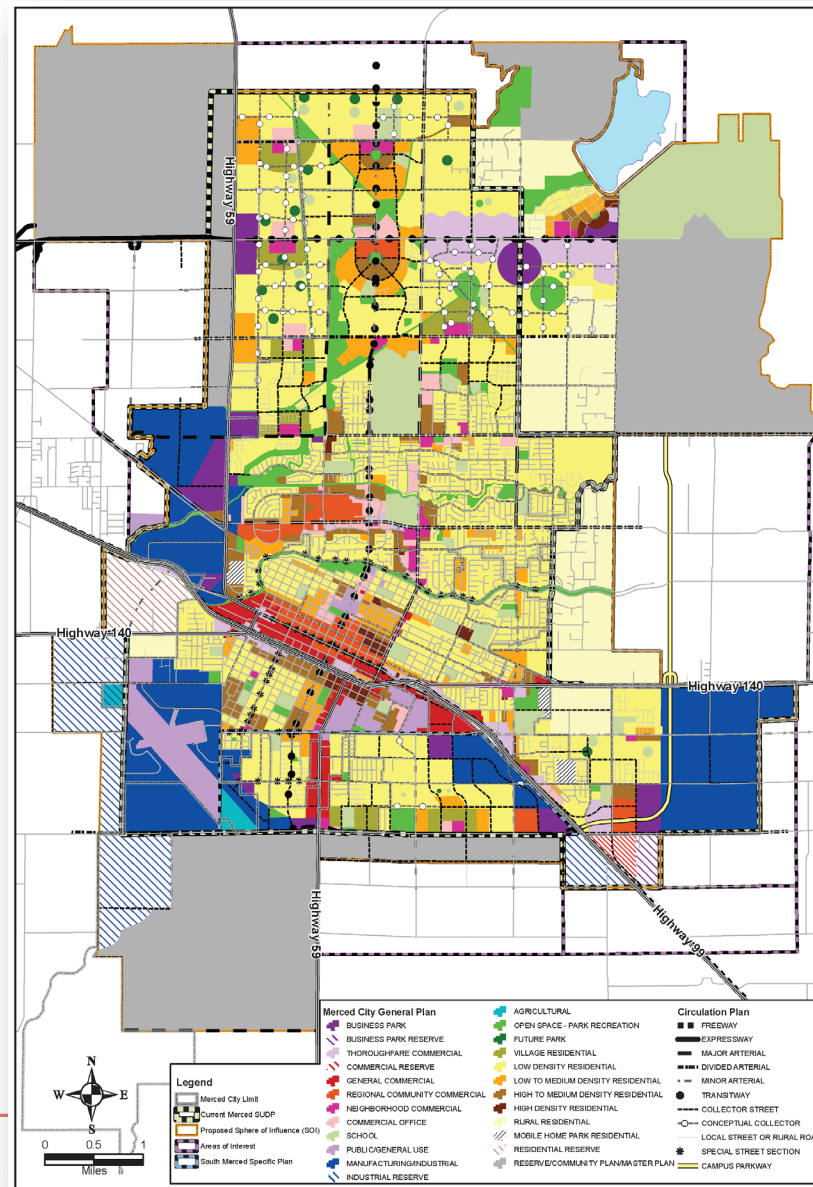 Highway 59
Highway 140
Highway 140
Highway 59
Highway 99
N
W
E
S
0 0.5 1
Miles
Legend
Merced City Limit
Current Merced SUDP
Proposed Sphere of Influence (SOI)
Areas of Interest
South Merced Specific Plan
Merced City General Plan
BUSINESS PARK
BUSINESS PARK RESERVE
THOROUGHFARE COMMERCIAL
COMMERCIAL RESERVE
GENERAL COMMERCIAL
REGIONAL COMMUNITY COMMERCIAL
NEIGHBORHOOD COMMERCIAL
COMMERCIAL OFFICE
SCHOOL
PUBLIC/GENERAL USE
MANUFACTURING/INDUSTRIAL
INDUSTRIAL RESERVE
AGRICULTURAL
OPEN SPACE - PARK RECREATION
FUTURE PARK
VILLAGE RESIDENTIAL
LOW DENSITY RESIDENTIAL
LOW TO MEDIUM DENSITY RESIDENTIAL
HIGH TO MEDIUM DENSITY RESIDENTIAL
HIGH DENSITY RESIDENTIAL
RURAL RESIDENTIAL
MOBILE HOME PARK RESIDENTIAL
RESIDENTIAL RESERVE
RESERVE/COMMUNITY PLAN/MASTER PLAN
Circulation Plan
FREEWAY
EXPRESSWAY
MAJOR ARTERIAL
DIVIDED ARTERIAL
MINOR ARTERIAL
TRANSITWAY
COLLECTOR STREET
CONCEPTUAL COLLECTOR
LOCAL STREET OR RURAL ROA
SPECIAL STREET SECTION
CAMPUS PARKWAY